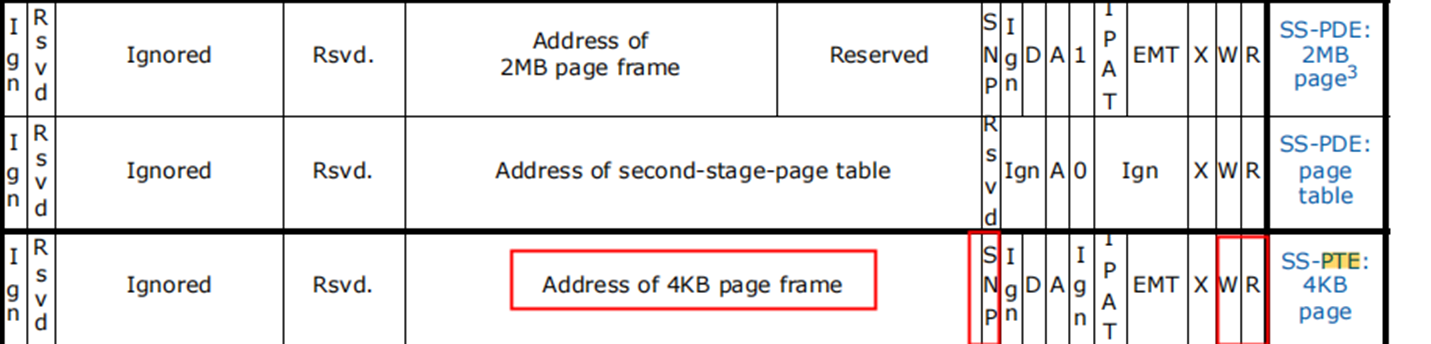 Ign Rsvd Ignored Rsvd. Address of 2MB page frame Reserved SNP Ign D A 1 IPAT EMT X W R SS-PDE: 2MB page3
Ign Rsvd Ignored Rsvd. Address of second-stage-page table Rsvd Ign A 0 Ign X W R SS-PDE: page table
Ign Rsvd Ignored Rsvd. Address of 4KB page frame SNP Ign D A Ign IPAT EMT X W R SS-PTE: 4KB page